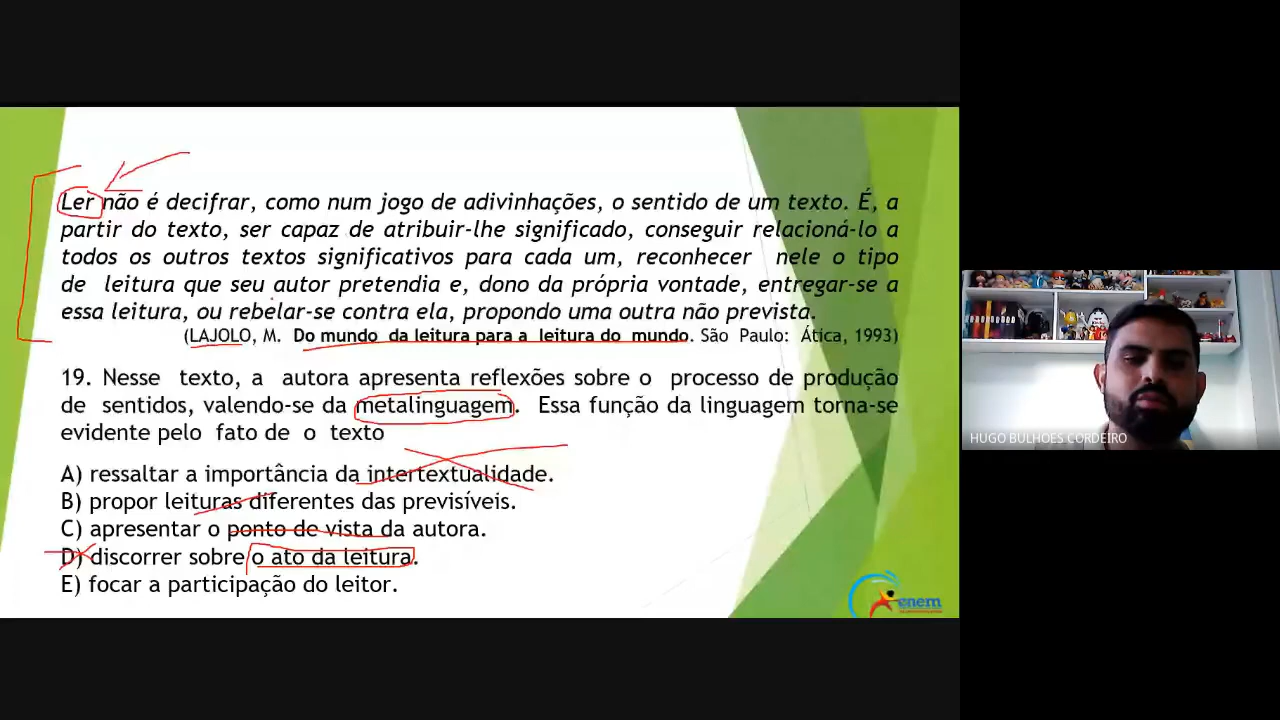 Ler não é decifrar, como num jogo de adivinhações, o sentido de um texto. É, a
partir do texto, ser capaz de atribuir-lhe significado, conseguir relacioná-lo a
todos os outros textos significativos para cada um, reconhecer nele o tipo
de leitura que seu autor pretendia e, dono da própria vontade, entregar-se a
essa leitura, ou rebelar-se contra ela, propondo uma outra não prevista.
(LAJOLO, M. Do mundo da leitura para a leitura do mundo. São Paulo: Ática, 1993)
19. Nesse texto, a autora apresenta reflexões sobre o processo de produção
de sentidos, valendo-se da metalinguagem. Essa função da linguagem torna-se
evidente pelo fato de o texto
A) ressaltar a importância da intertextualidade.
B) propor leituras diferentes das previsíveis.
C) apresentar o ponto de vista da autora.
D) discorrer sobre o ato da leitura.
E) focar a participação do leitor.
enem
HUGO BULHOES CORDEIRO